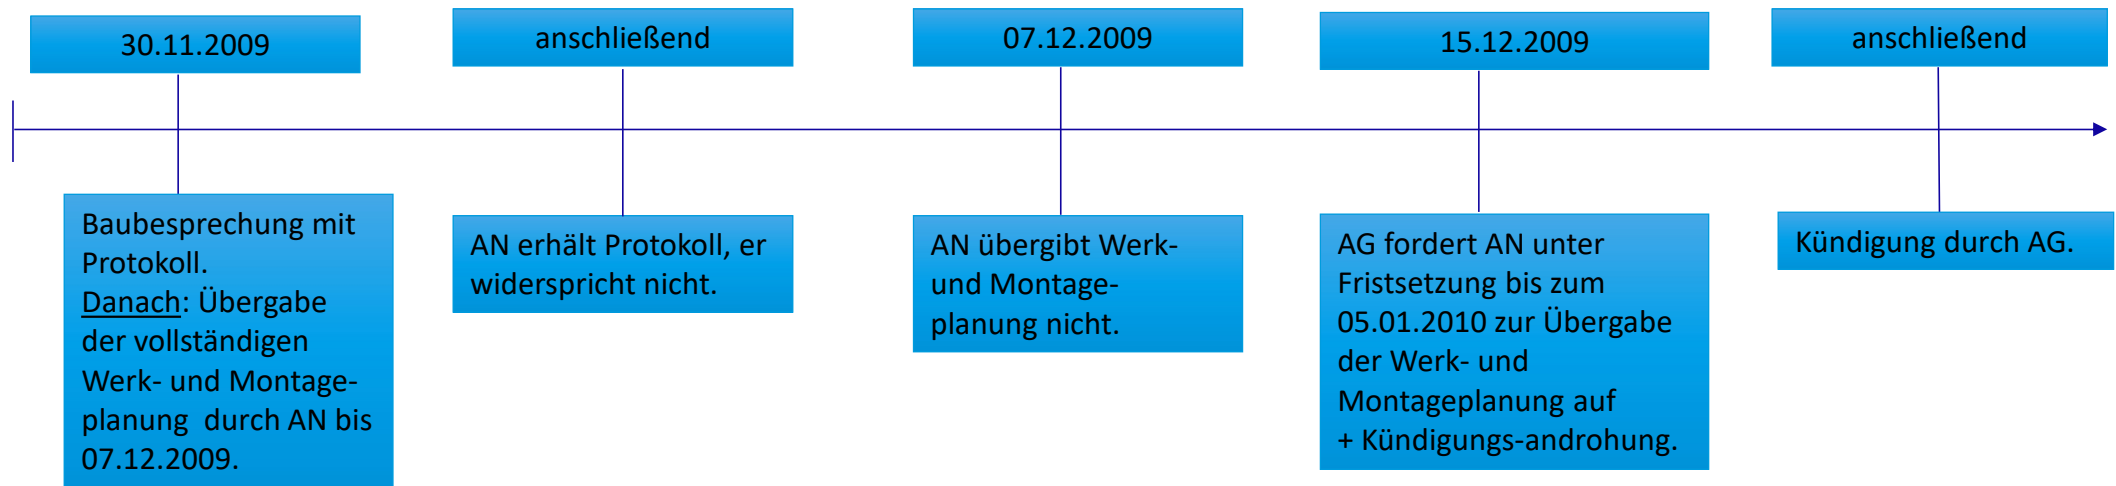 30.11.2009
anschließend
07.12.2009
15.12.2009
anschließend
Baubesprechung mit
Protokoll.
Danach: Übergabe
der vollständigen
Werk- und Montage-
planung durch AN bis
07.12.2009.
AN erhält Protokoll, er
widerspricht nicht.
AN übergibt Werk-
und Montage-
planung nicht.
AG fordert AN unter
Fristsetzung bis zum
05.01.2010 zur Übergabe
der Werk- und
Montageplanung auf
+ Kündigungs-androhung.
Kündigung durch AG.